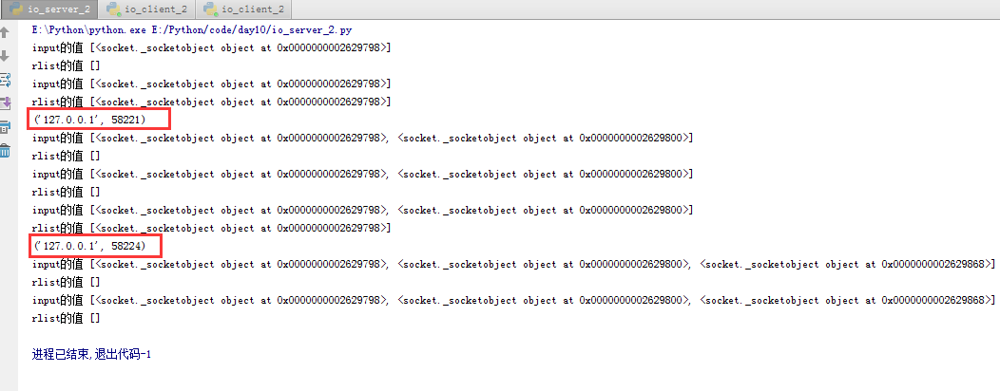 io_server_2 io_client_2 io_client_2
E:\Python\python.exe E:/Python/code/day10/io_server_2.py
input的值 [<socket._socketobject object at 0x0000000002629798>]
rlist的值 []
input的值 [<socket._socketobject object at 0x0000000002629798>]
rlist的值 [<socket._socketobject object at 0x0000000002629798>]
('127.0.0.1', 58221)
input的值 [<socket._socketobject object at 0x0000000002629798>, <socket._socketobject object at 0x0000000002629800>]
rlist的值 []
input的值 [<socket._socketobject object at 0x0000000002629798>, <socket._socketobject object at 0x0000000002629800>]
rlist的值 []
input的值 [<socket._socketobject object at 0x0000000002629798>, <socket._socketobject object at 0x0000000002629800>]
rlist的值 [<socket._socketobject object at 0x0000000002629798>]
('127.0.0.1', 58224)
input的值 [<socket._socketobject object at 0x0000000002629798>, <socket._socketobject object at 0x0000000002629800>, <socket._socketobject object at 0x0000000002629868>]
rlist的值 []
input的值 [<socket._socketobject object at 0x0000000002629798>, <socket._socketobject object at 0x0000000002629800>, <socket._socketobject object at 0x0000000002629868>]
rlist的值 []
进程已结束,退出代码-1